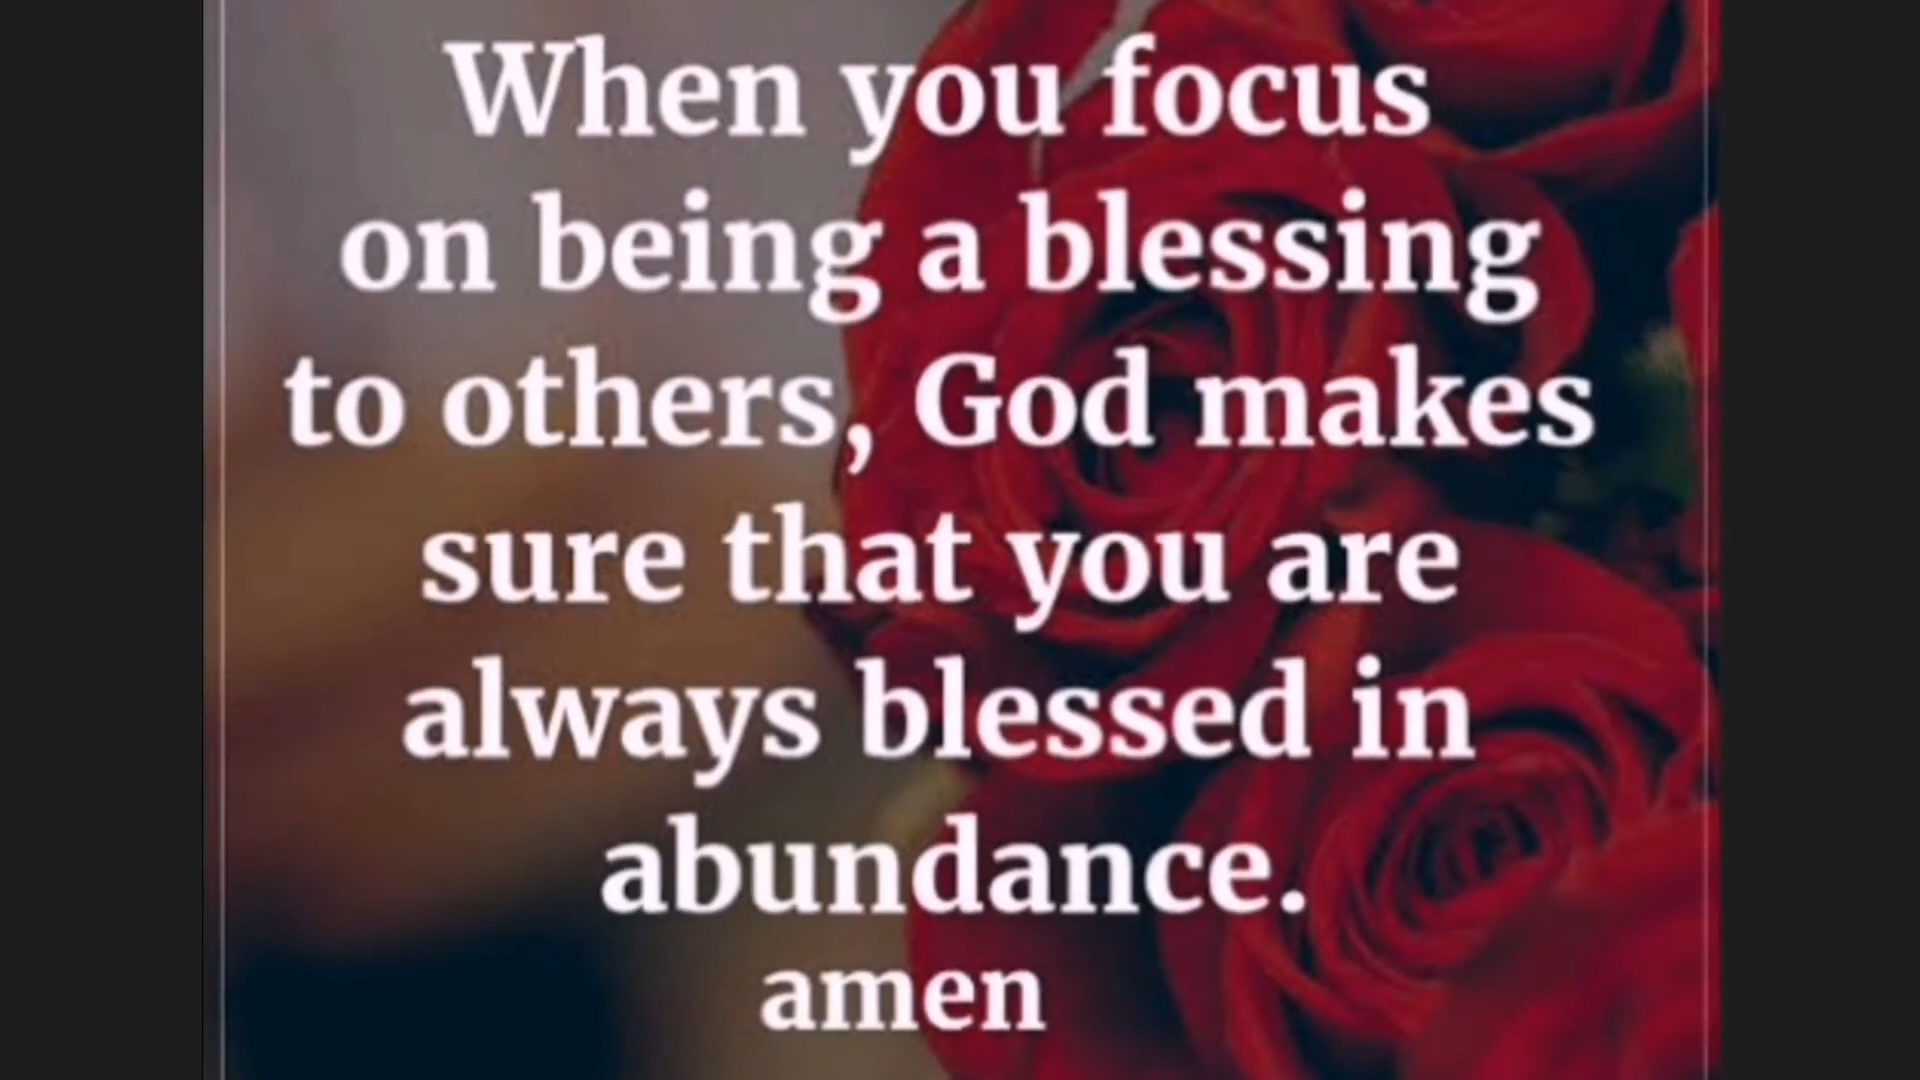 When you focus
on being a blessing
to others, God makes
sure that you are
always blessed in
abundance.
amen